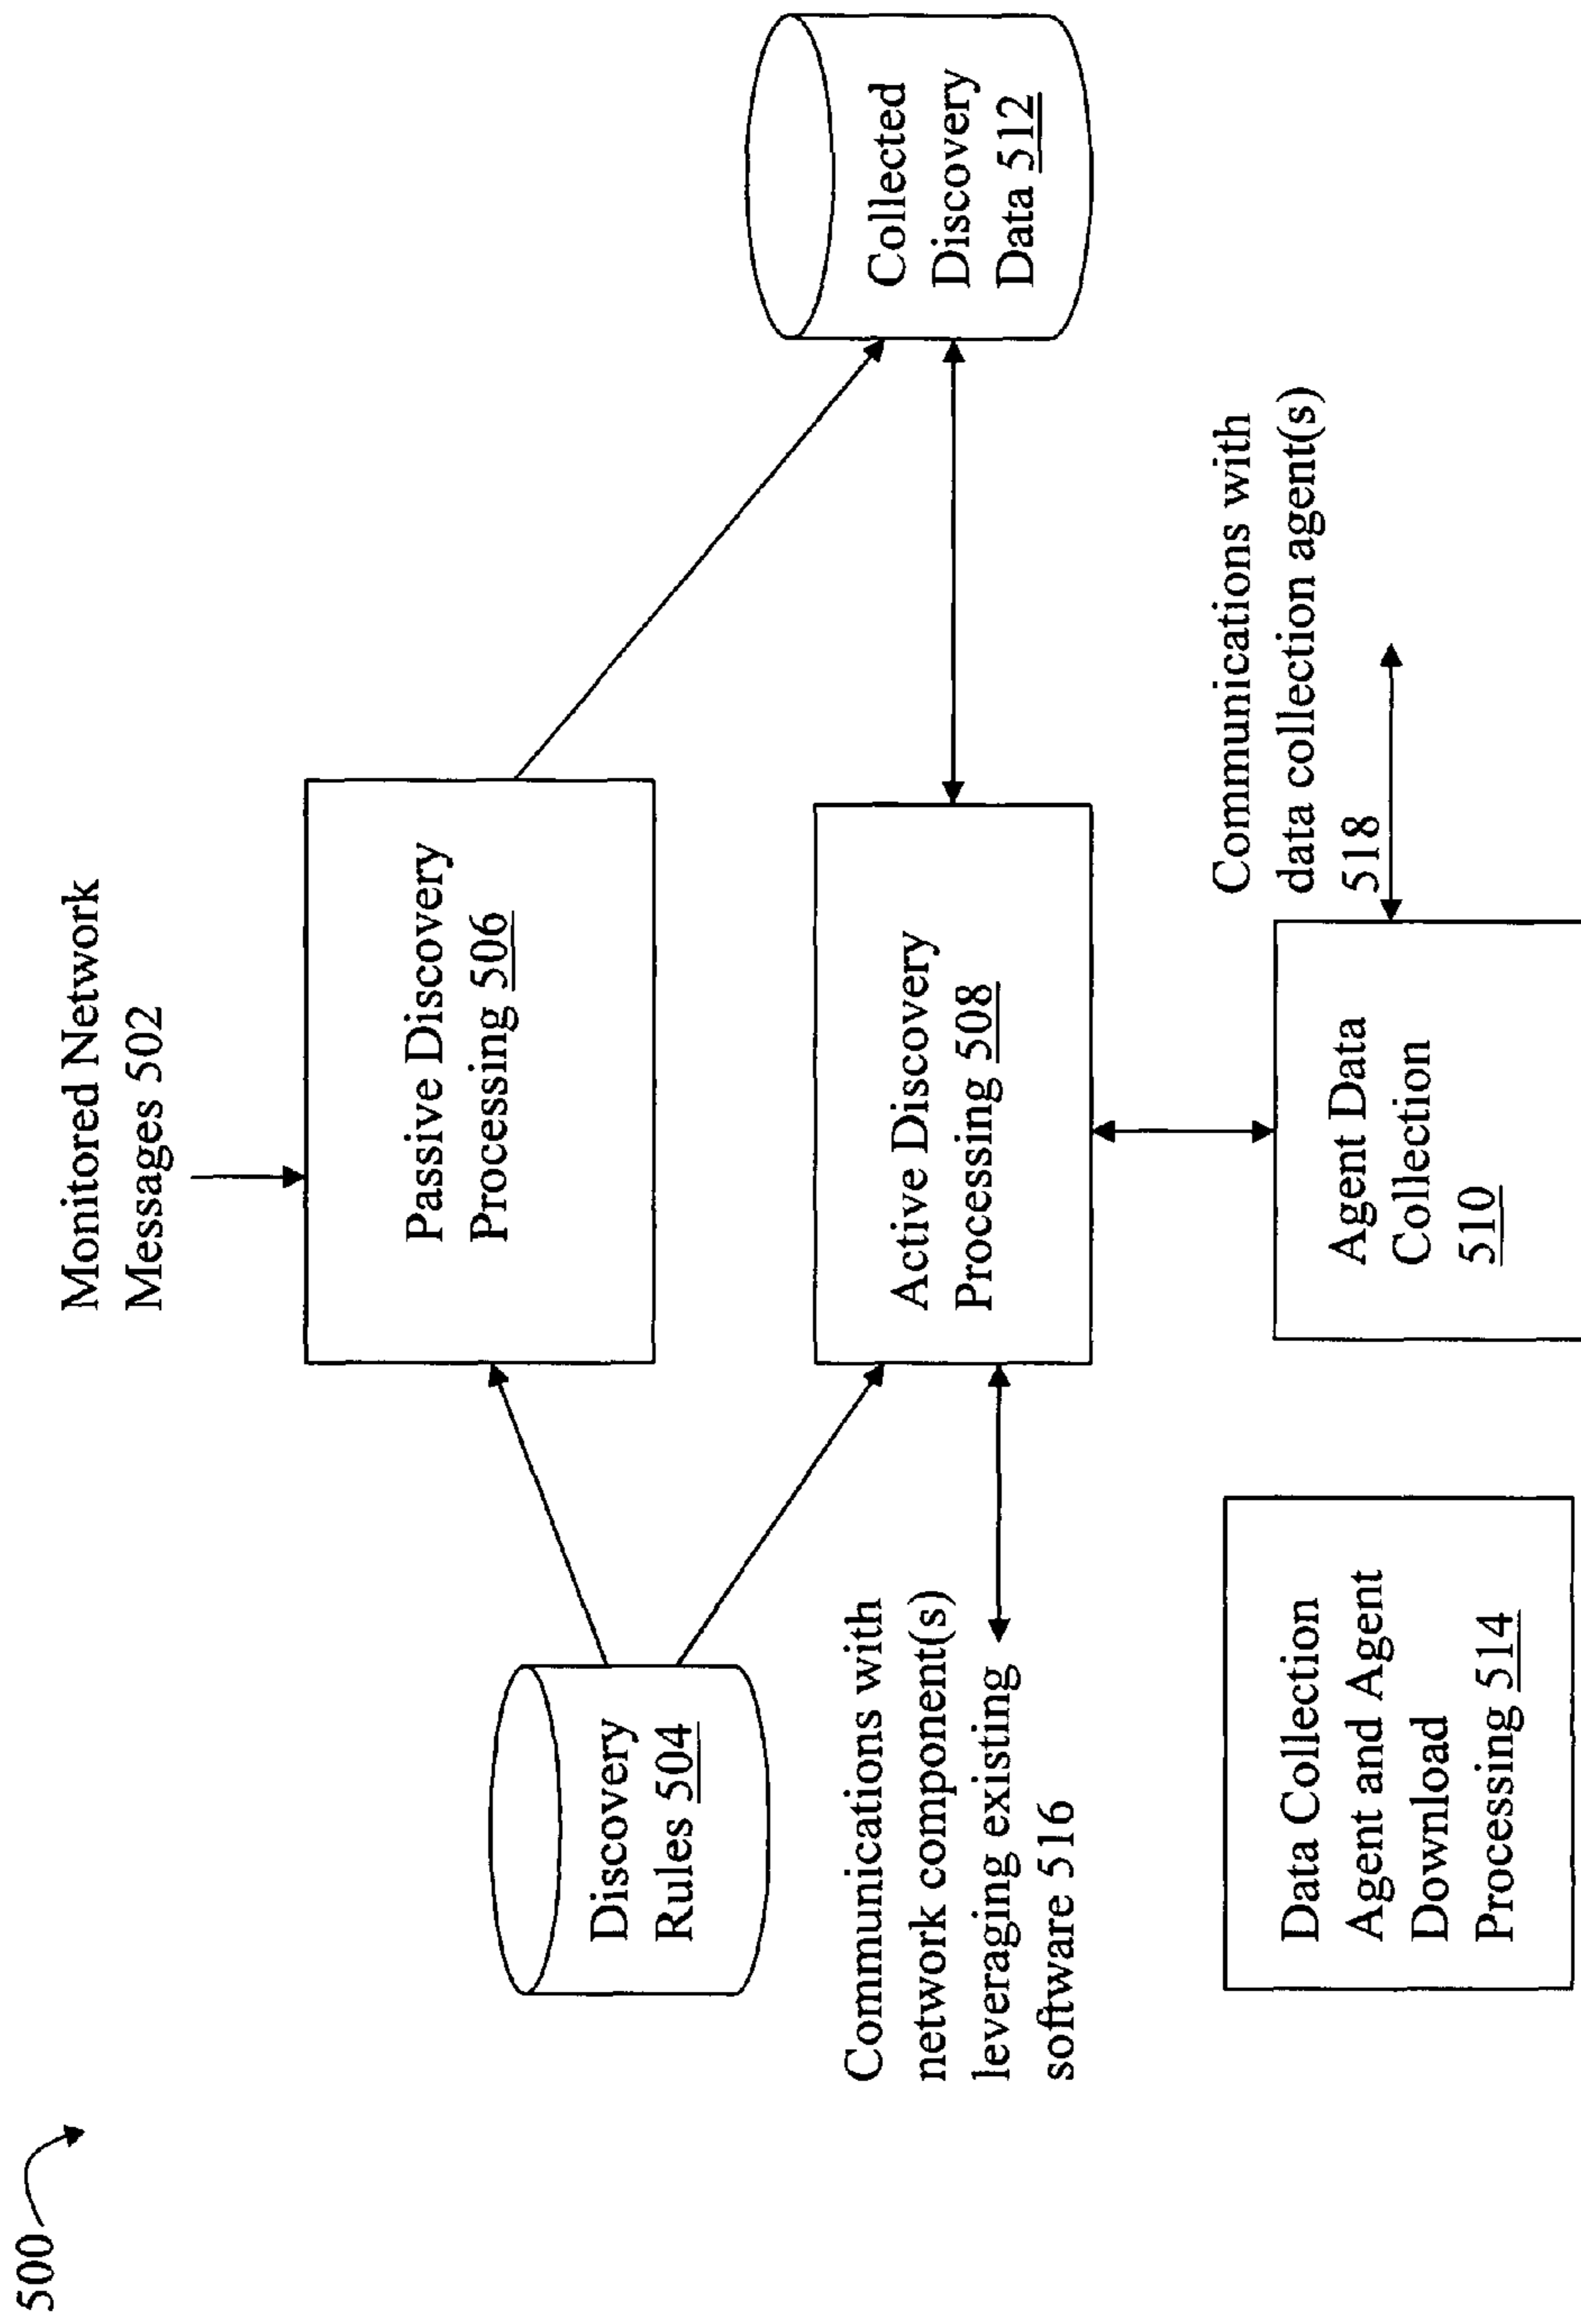 500
Monitored Network
Messages 502
Passive Discovery
Processing 506
Discovery
Rules 504
Collected
Discovery
Data 512
Active Discovery
Processing 508
Communications with
network component(s)
leveraging existing
software 516
Communications with
data collection agent(s)
518
Agent Data
Collection
510
Data Collection
Agent and Agent
Download
Processing 514